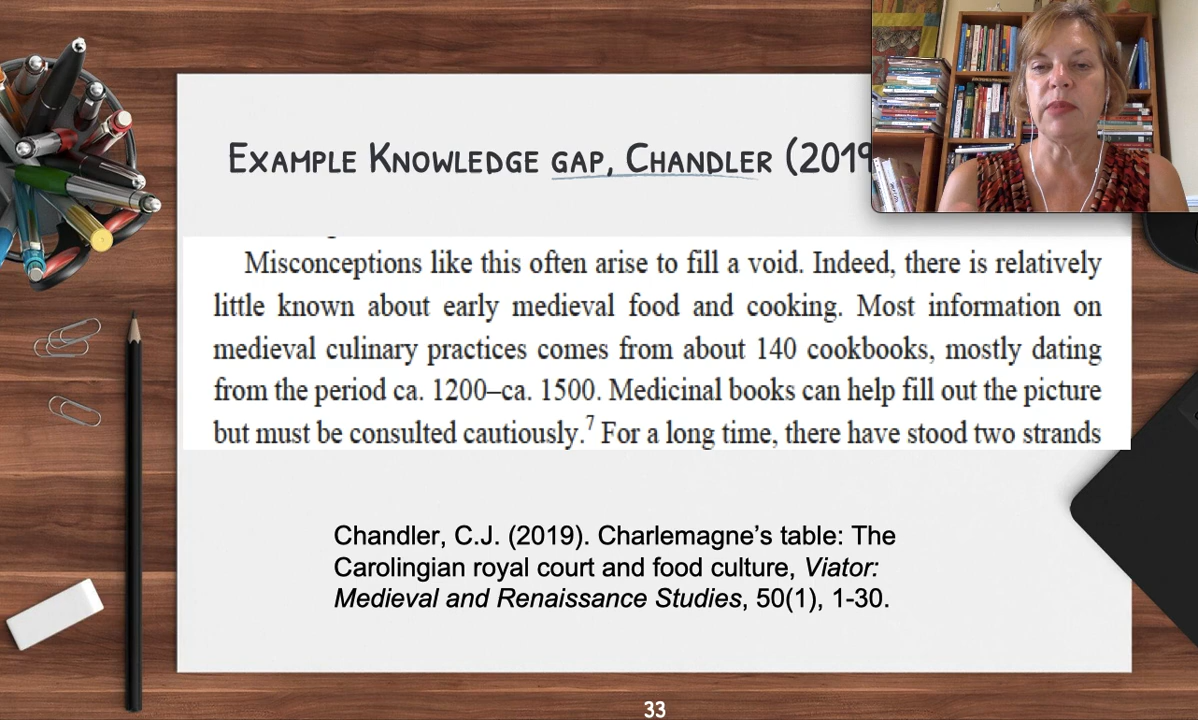 EXAMPLE KNOWLEDGE GAP, CHANDLER (2019
Misconceptions like this often arise to fill a void. Indeed, there is relatively
little known about early medieval food and cooking. Most information on
medieval culinary practices comes from about 140 cookbooks, mostly dating
from the period ca. 1200–ca. 1500. Medicinal books can help fill out the picture
but must be consulted cautiously.7 For a long time, there have stood two strands
Chandler, C.J. (2019). Charlemagne’s table: The
Carolingian royal court and food culture, Viator:
Medieval and Renaissance Studies, 50(1), 1-30.
33